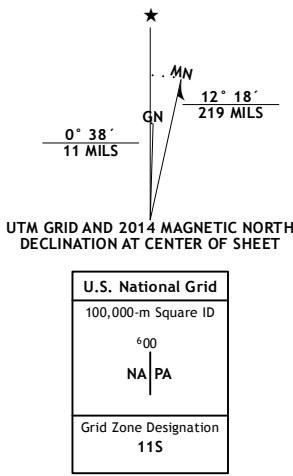 ★
MN
GN
12° 18´
219 MILS
0° 38´
11 MILS
UTM GRID AND 2014 MAGNETIC NORTH
DECLINATION AT CENTER OF SHEET
U.S. National Grid
100,000-m Square ID
⁶00
NA PA
Grid Zone Designation
11S